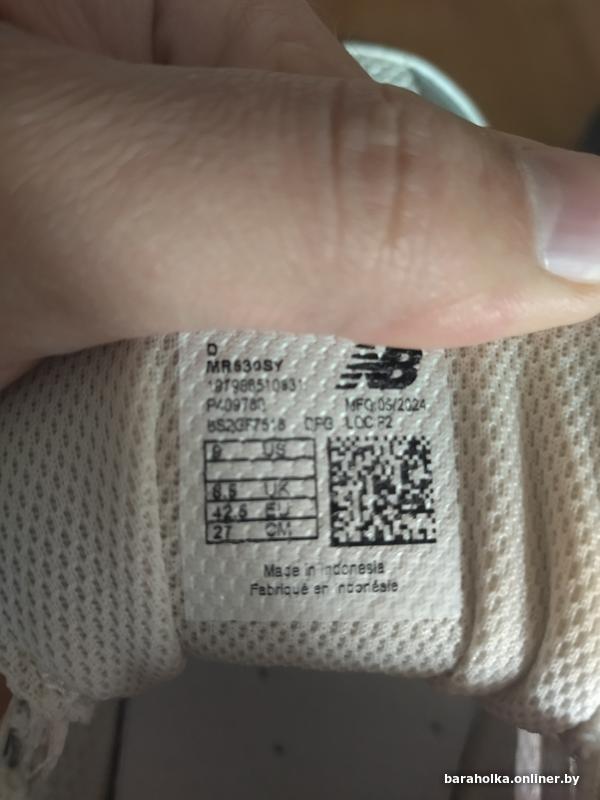 D
MR530SY
MFG:05/2024
DFG LOC P2
9 US
8.5 UK
42.5 EU
27 CM
Made in Indonesia
Fabriqué en Indonésie
baraholka.onliner.by